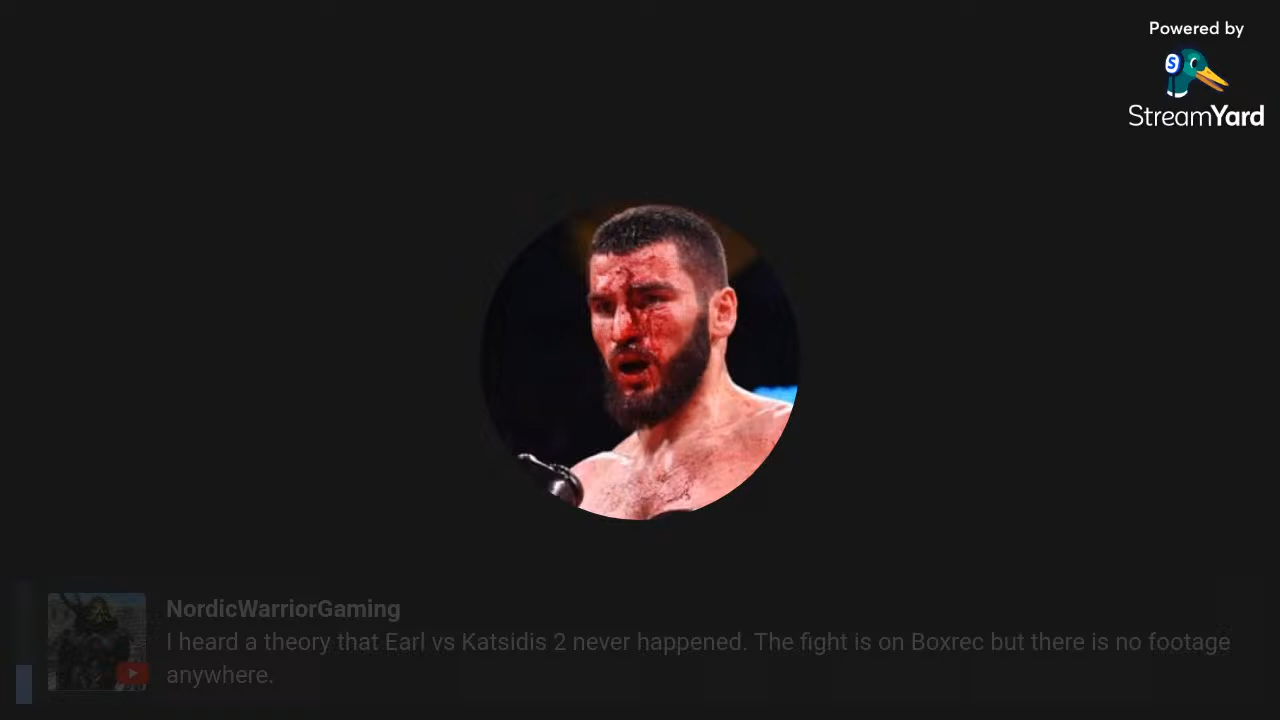 Powered by
StreamYard
NordicWarriorGaming
I heard a theory that Earl vs Katsidis 2 never happened. The fight is on Boxrec but there is no footage
anywhere.